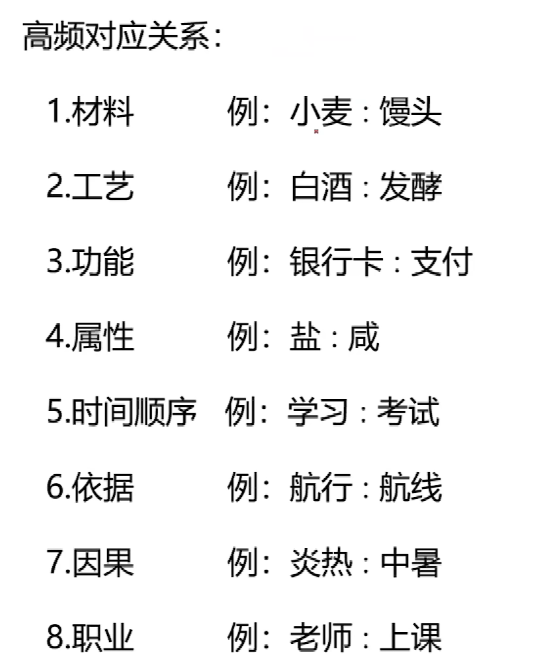 高频对应关系：
1.材料 例：小麦：馒头
2.工艺 例：白酒：发酵
3.功能 例：银行卡：支付
4.属性 例：盐：咸
5.时间顺序 例：学习：考试
6.依据 例：航行：航线
7.因果 例：炎热：中暑
8.职业 例：老师：上课